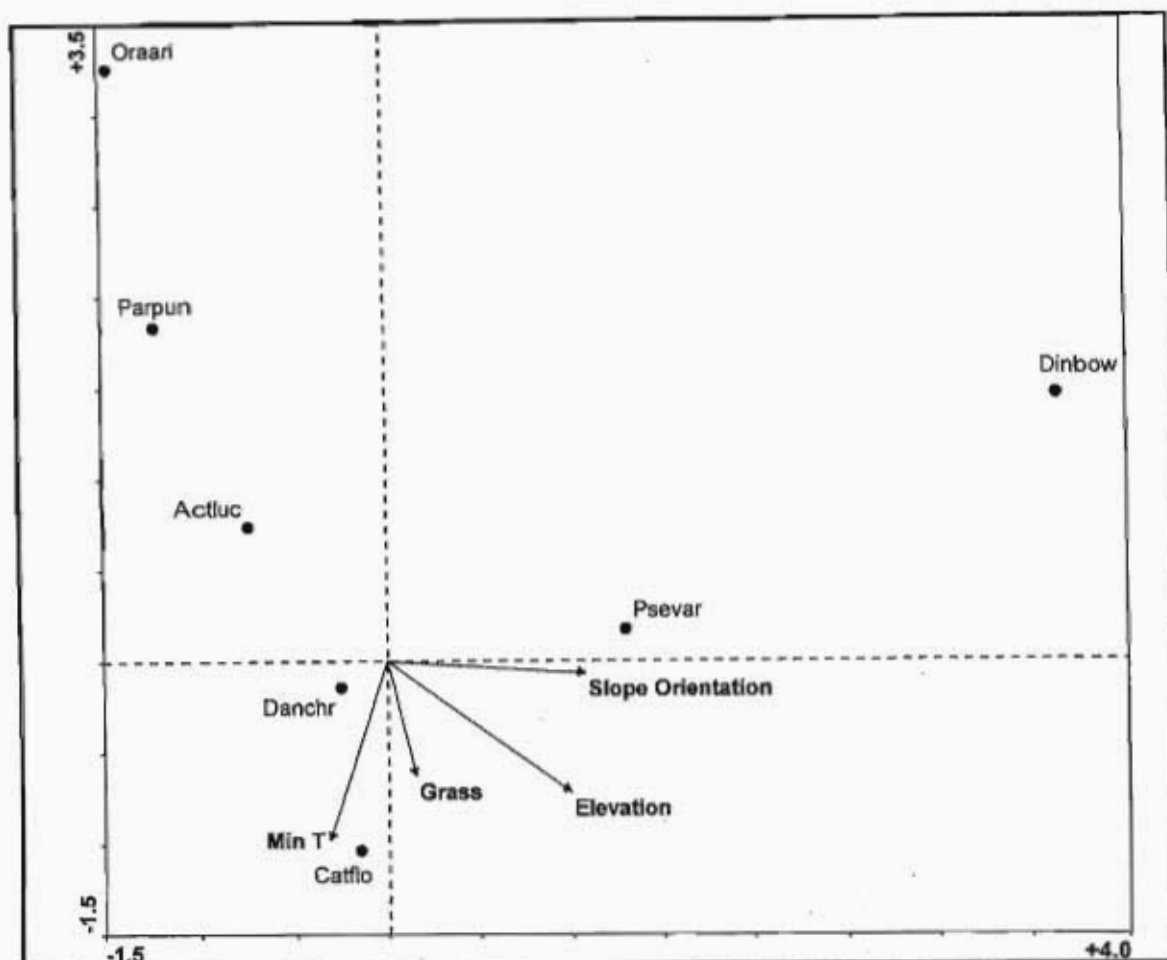 +3.5
Oraari
Parpun
Dinbow
Actluc
Psevar
Slope Orientation
Danchr
Grass
Elevation
Min T
Catflo
-1.5
-1.5
+4.0